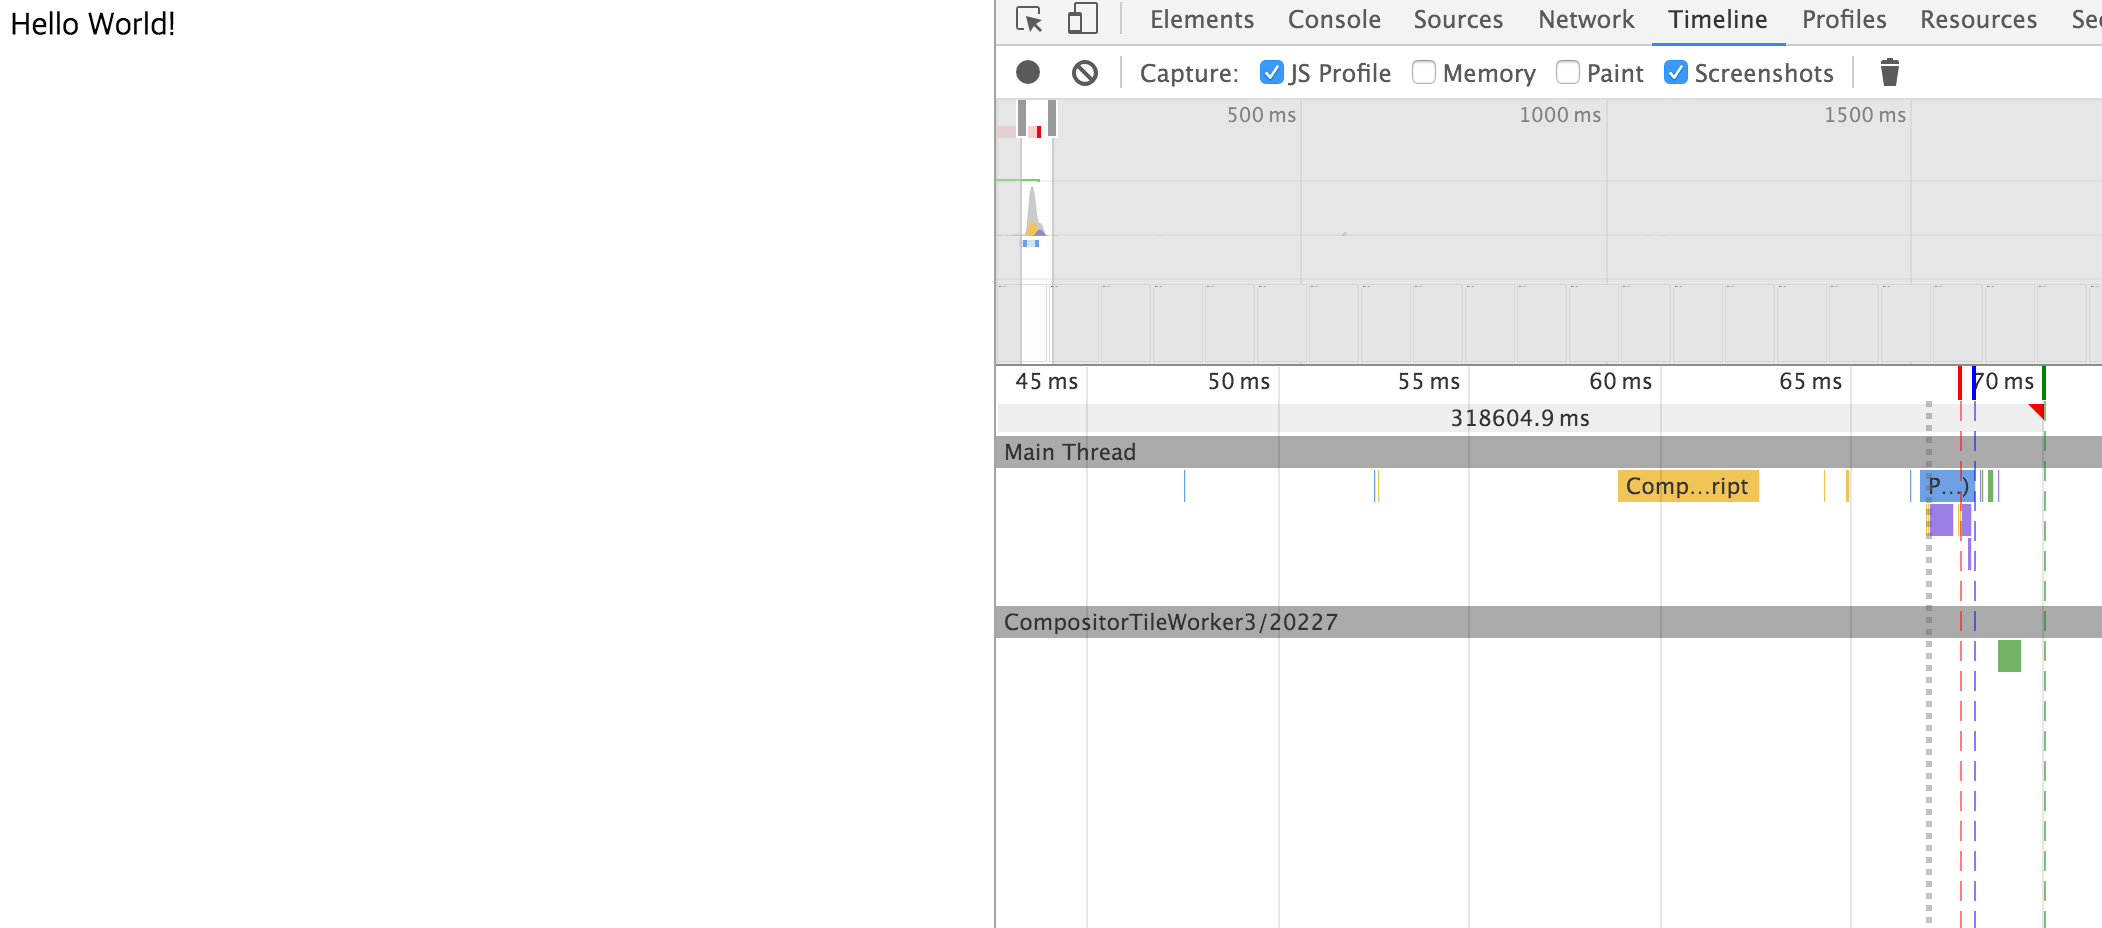 Hello World!
Elements Console Sources Network Timeline Profiles Resources Se
Capture: JS Profile Memory Paint Screenshots
500 ms 1000 ms 1500 ms
45 ms 50 ms 55 ms 60 ms 65 ms 70 ms
318604.9 ms
Main Thread
Comp...ript P...)
CompositorTileWorker3/20227